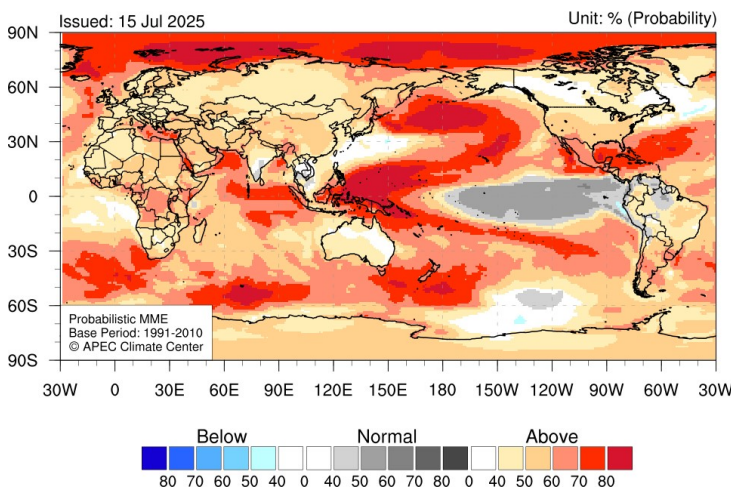 Issued: 15 Jul 2025 Unit: % (Probability)
90N
60N
30N
0
30S
60S
90S
Probabilistic MME
Base Period: 1991-2010
© APEC Climate Center
30W 0 30E 60E 90E 120E 150E 180 150W 120W 90W 60W 30W
Below Normal Above
80 70 60 50 40 0 40 50 60 70 80 0 40 50 60 70 80